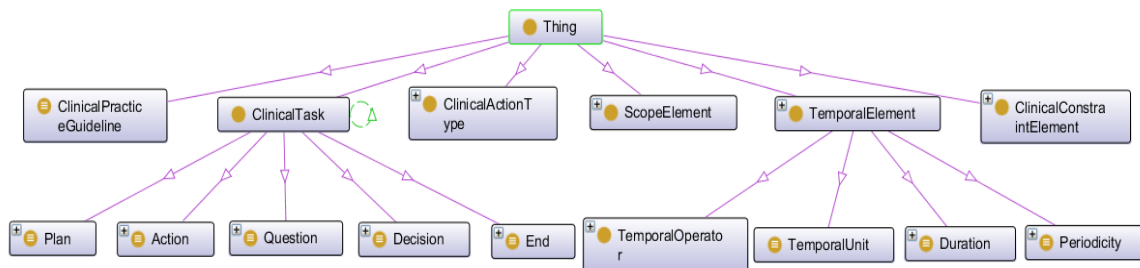 Thing
ClinicalPractic
eGuideline
ClinicalTask
ClinicalActionT
ype
ScopeElement
TemporalElement
ClinicalConstra
intElement
Plan
Action
Question
Decision
End
TemporalOperato
r
TemporalUnit
Duration
Periodicity